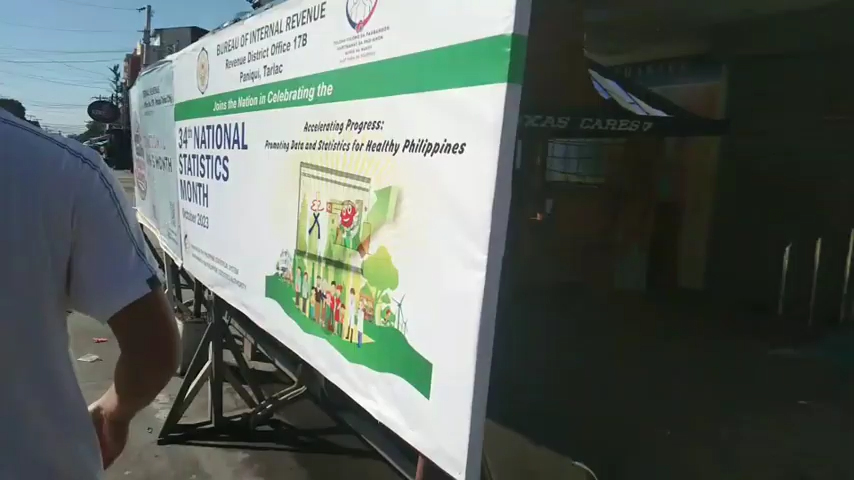 BUREAU OF INTERNAL REVENUE
Revenue District Office 17B
Paniqui, Tarlac
Joins the Nation in Celebrating the
34th NATIONAL
STATISTICS
MONTH
October 2023
Accelerating Progress:
Promoting Data and Statistics for Healthy Philippines
XAS CARES
MONTH